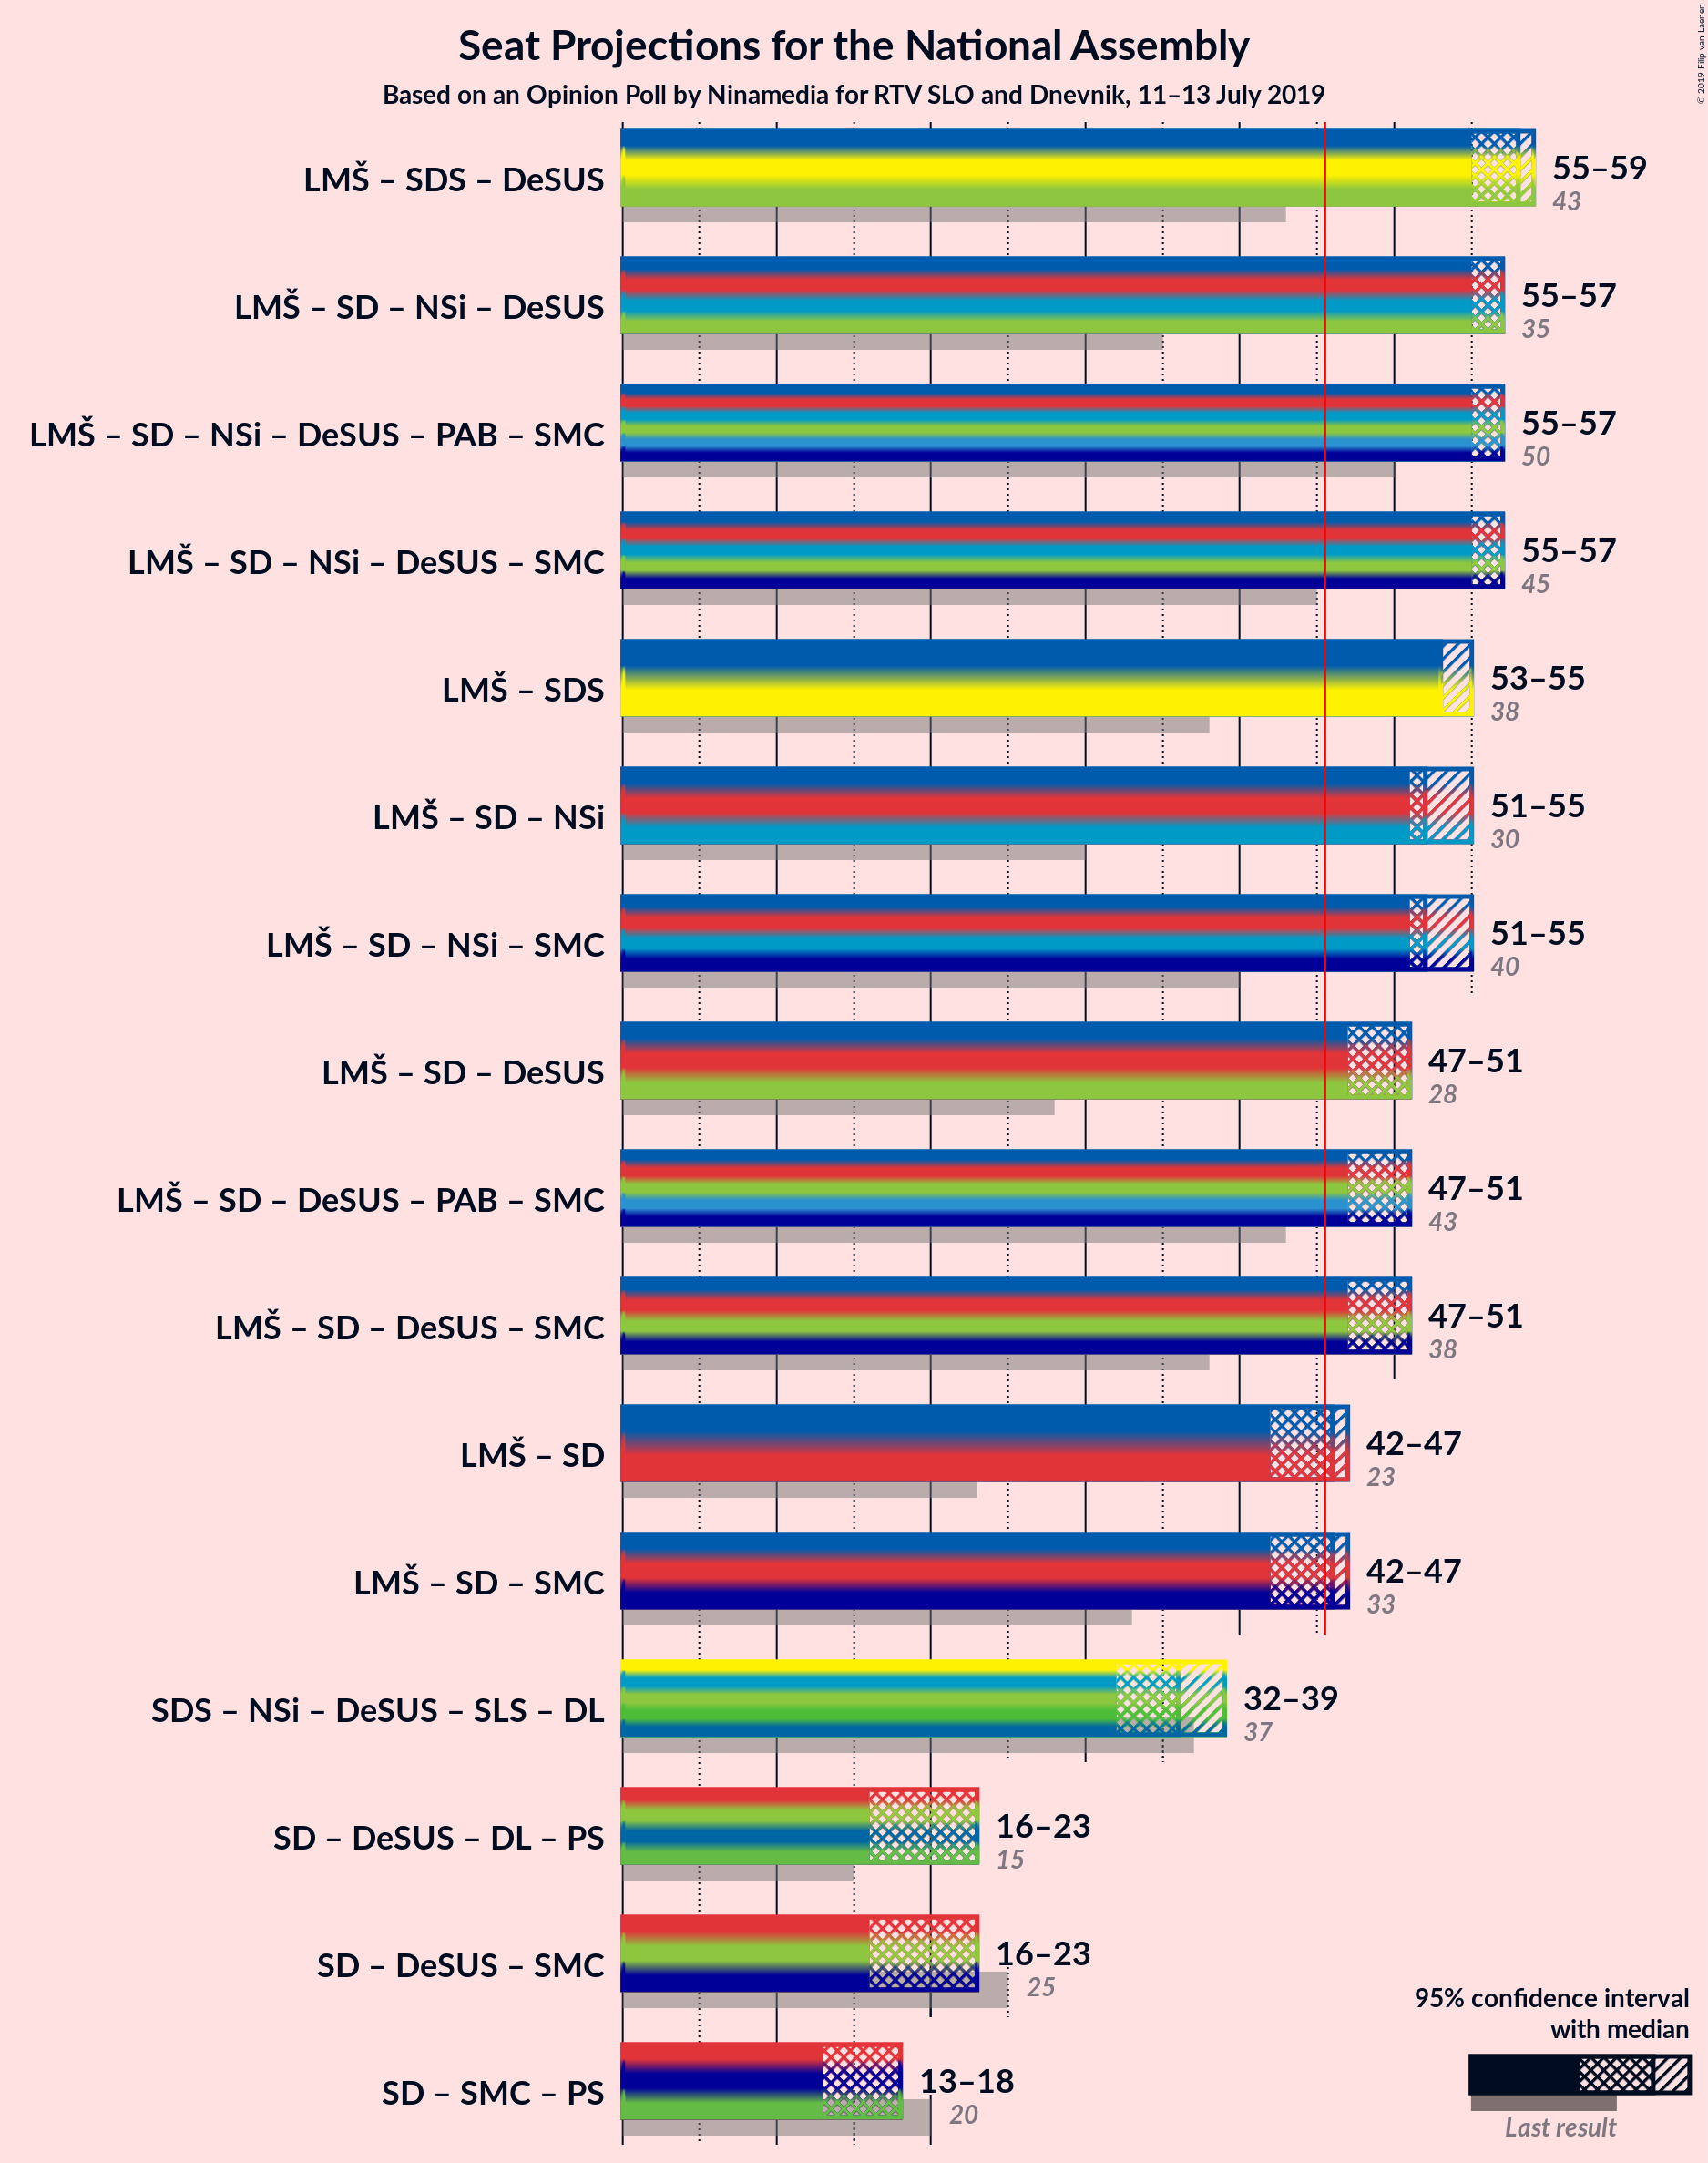 Seat Projections for the National Assembly
Based on an Opinion Poll by Ninamedia for RTV SLO and Dnevnik, 11–13 July 2019
© 2019 Filip van Laenen
LMŠ – SDS – DeSUS
55–59
43
LMŠ – SD – NSi – DeSUS
55–57
35
LMŠ – SD – NSi – DeSUS – PAB – SMC
55–57
50
LMŠ – SD – NSi – DeSUS – SMC
55–57
45
LMŠ – SDS
53–55
38
LMŠ – SD – NSi
51–55
30
LMŠ – SD – NSi – SMC
51–55
40
LMŠ – SD – DeSUS
47–51
28
LMŠ – SD – DeSUS – PAB – SMC
47–51
43
LMŠ – SD – DeSUS – SMC
47–51
38
LMŠ – SD
42–47
23
LMŠ – SD – SMC
42–47
33
SDS – NSi – DeSUS – SLS – DL
32–39
37
SD – DeSUS – DL – PS
16–23
15
SD – DeSUS – SMC
16–23
25
SD – SMC – PS
13–18
20
95% confidence interval
with median
Last result